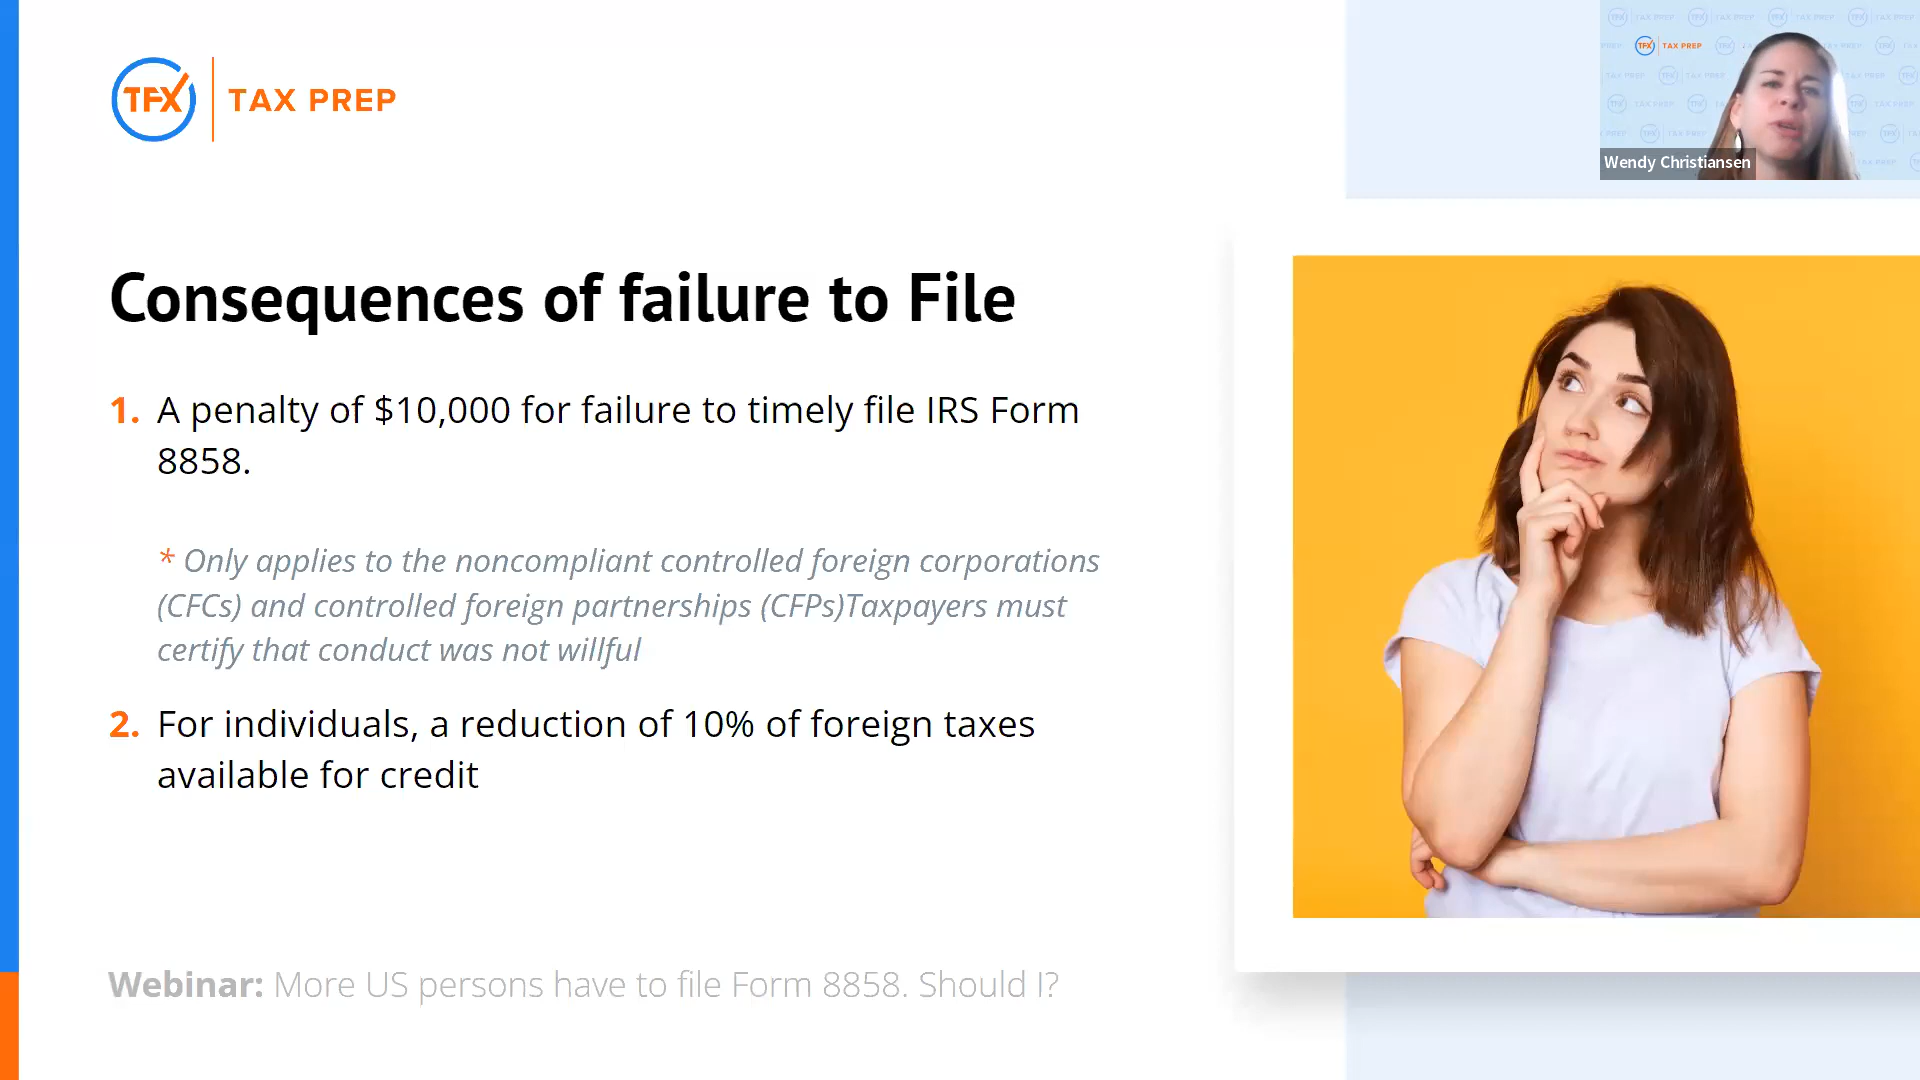 TFX
TAX PREP
TFX TAX PREP
Wendy Christiansen
Consequences of failure to File
1. A penalty of $10,000 for failure to timely file IRS Form
8858.
* Only applies to the noncompliant controlled foreign corporations
(CFCs) and controlled foreign partnerships (CFPs)Taxpayers must
certify that conduct was not willful
2. For individuals, a reduction of 10% of foreign taxes
available for credit
Webinar: More US persons have to file Form 8858. Should I?